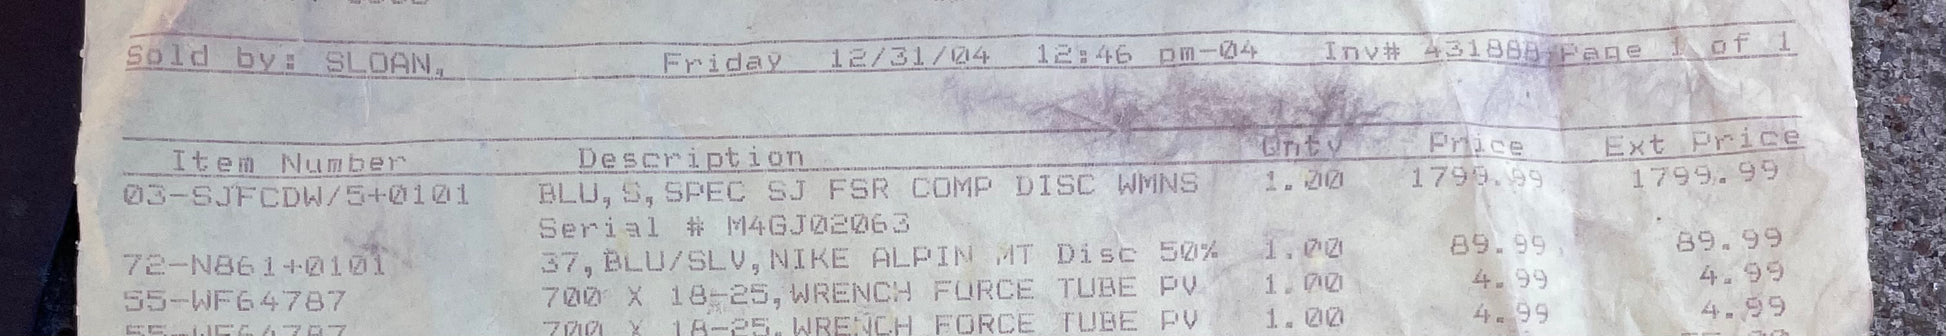 Sold by: SLOAN, Friday 12/31/04 12:46 pm-04 Inv# 431888 Page 1 of 1
Item Number Description Qnty Price Ext Price
03-SJFCDW/5+0101 BLU,S,SPEC SJ FSR COMP DISC WMNS 1.00 1799.99 1799.99
Serial # M4GJ02063
72-N861+0101 37,BLU/SLV,NIKE ALPIN MT Disc 50% 1.00 89.99 89.99
55-WF64787 700 X 18-25,WRENCH FORCE TUBE PV 1.00 4.99 4.99
55-WF64787 700 X 18-25,WRENCH FORCE TUBE PV 1.00 4.99 4.99